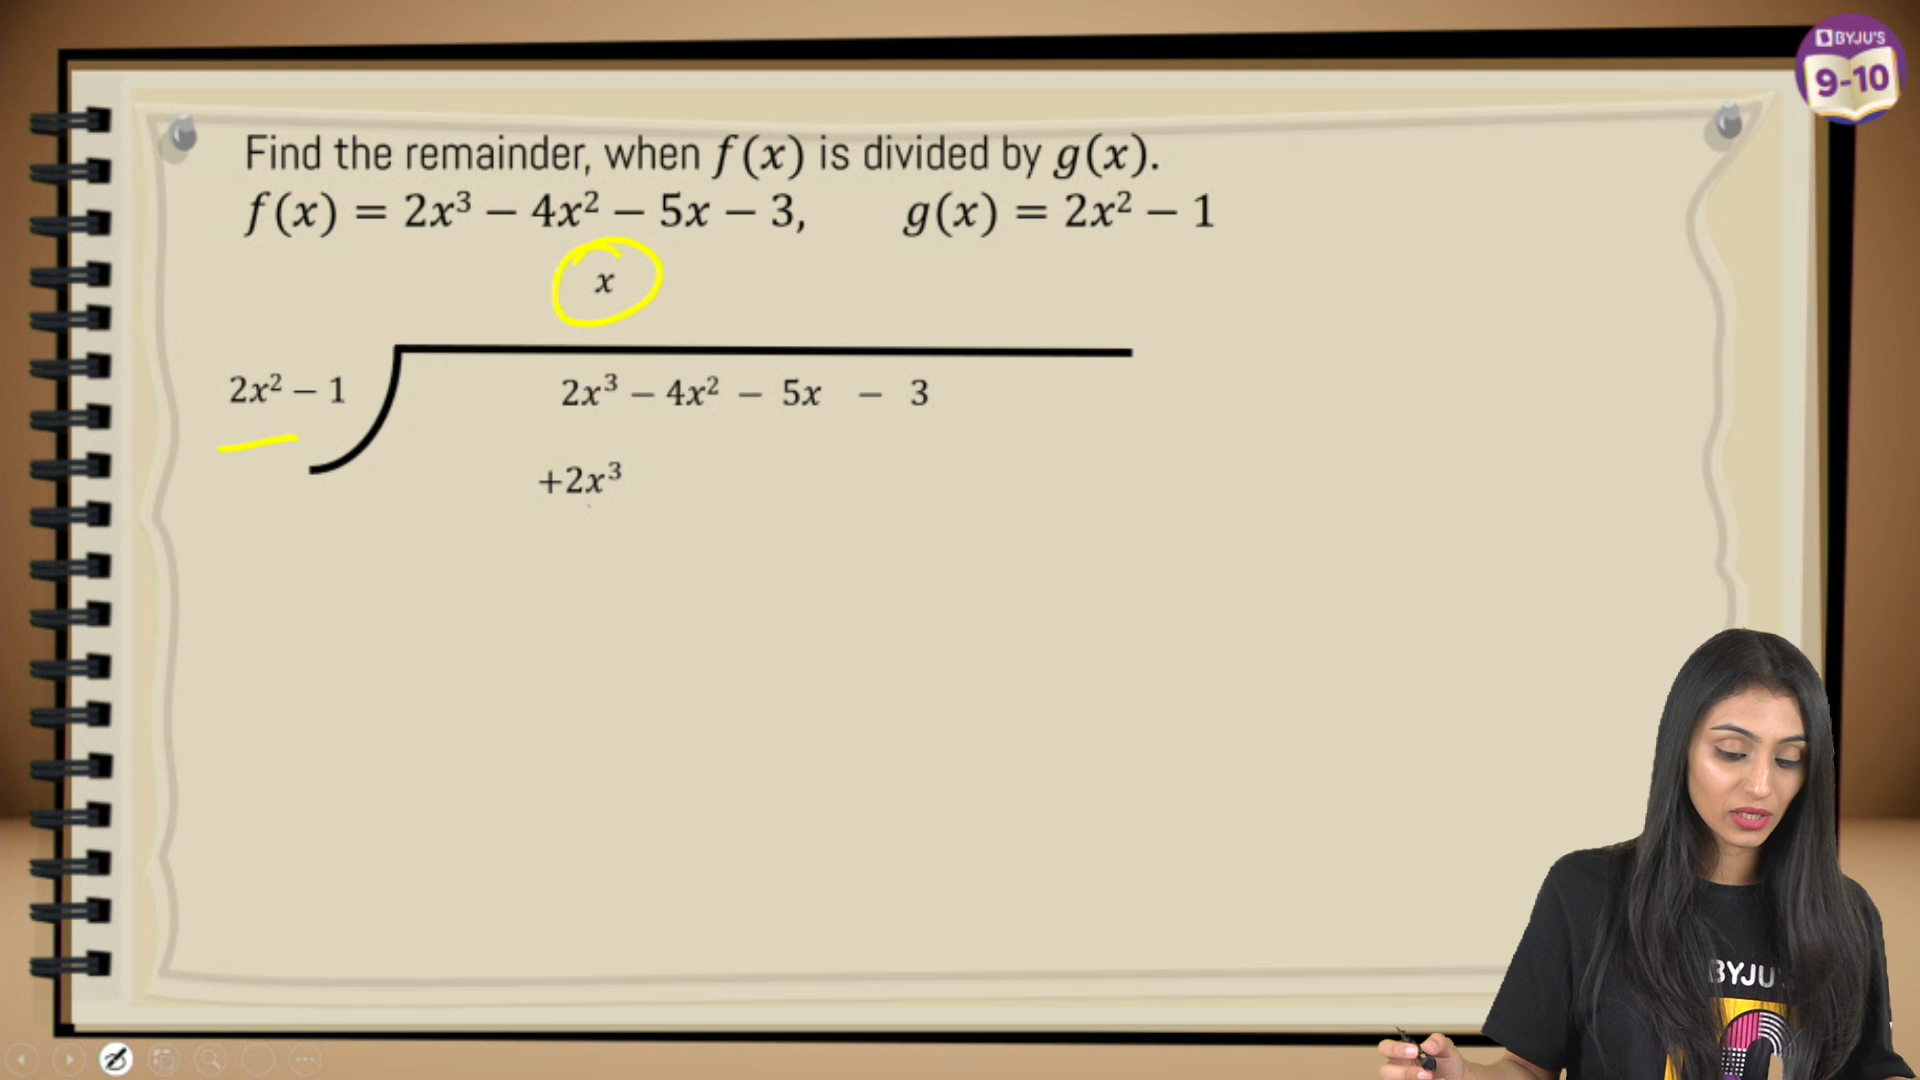 BYJU'S
9-10
Find the remainder, when f(x) is divided by g(x).
f(x) = 2x³ − 4x² − 5x − 3, g(x) = 2x² − 1
x
2x² − 1
2x³ − 4x² − 5x − 3
+2x³
BYJU'